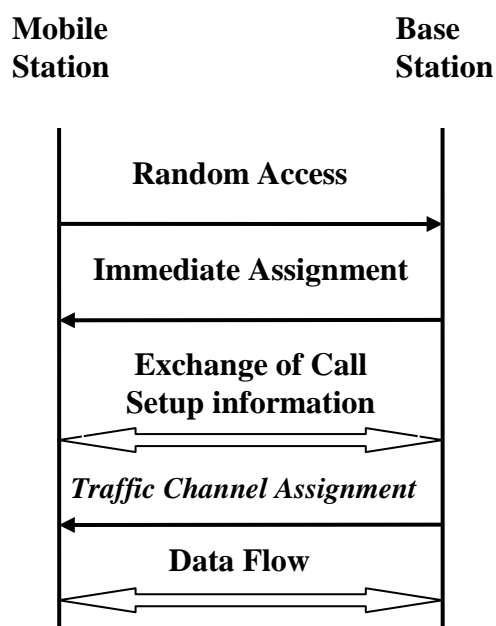 Mobile
Station
Base
Station
Random Access
Immediate Assignment
Exchange of Call
Setup information
Traffic Channel Assignment
Data Flow